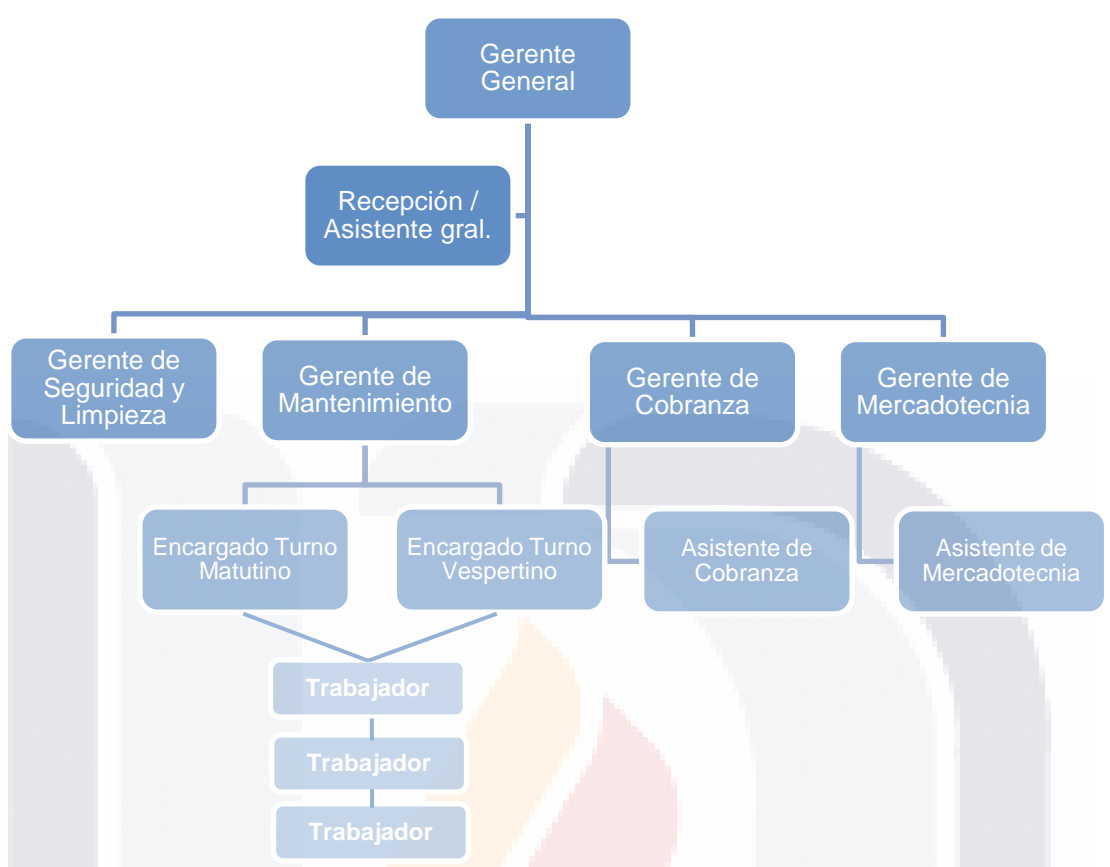 Gerente
General
Recepción /
Asistente gral.
Gerente de
Seguridad y
Limpieza
Gerente de
Mantenimiento
Gerente de
Cobranza
Gerente de
Mercadotecnia
Encargado Turno
Matutino
Encargado Turno
Vespertino
Asistente de
Cobranza
Asistente de
Mercadotecnia
Trabajador
Trabajador
Trabajador